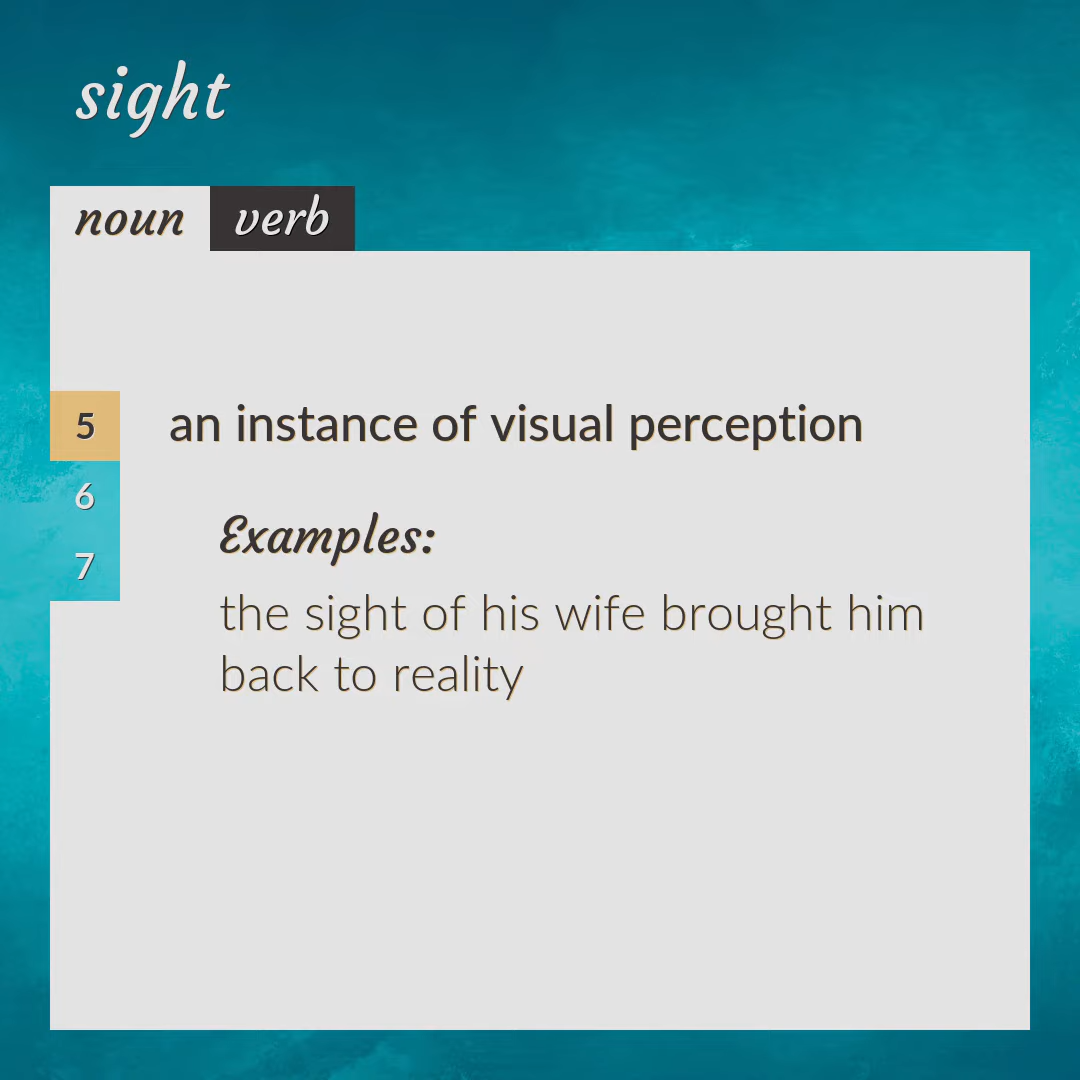 sight
noun verb
5 an instance of visual perception
6
7
Examples:
the sight of his wife brought him
back to reality